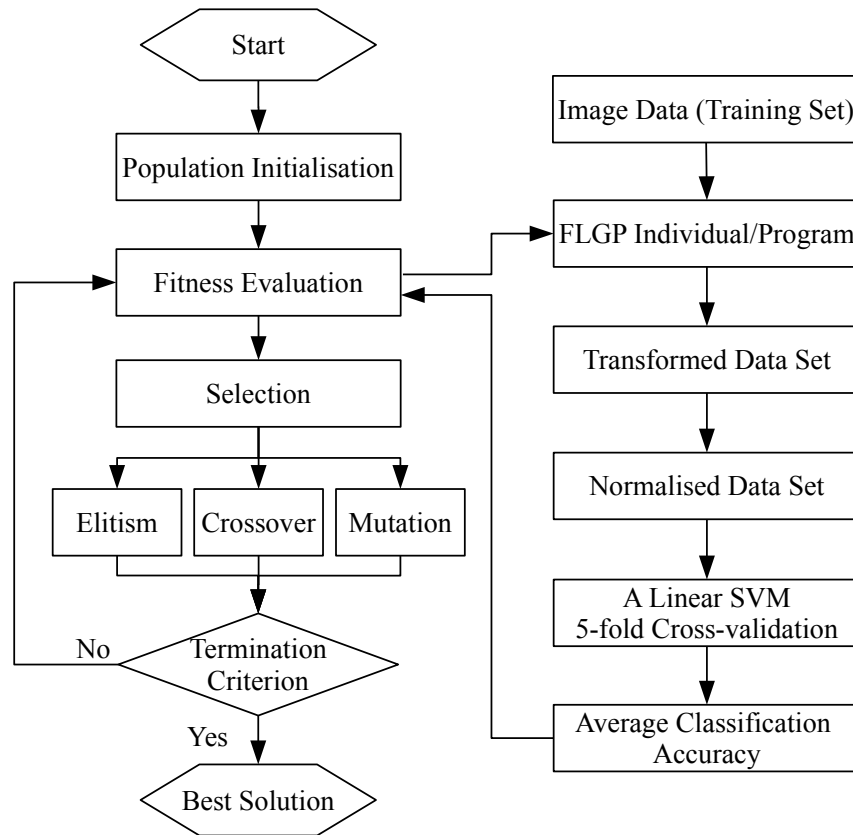 Start
Population Initialisation
Fitness Evaluation
Selection
Elitism
Crossover
Mutation
Termination
Criterion
No
Yes
Best Solution
Image Data (Training Set)
FLGP Individual/Program
Transformed Data Set
Normalised Data Set
A Linear SVM
5-fold Cross-validation
Average Classification
Accuracy